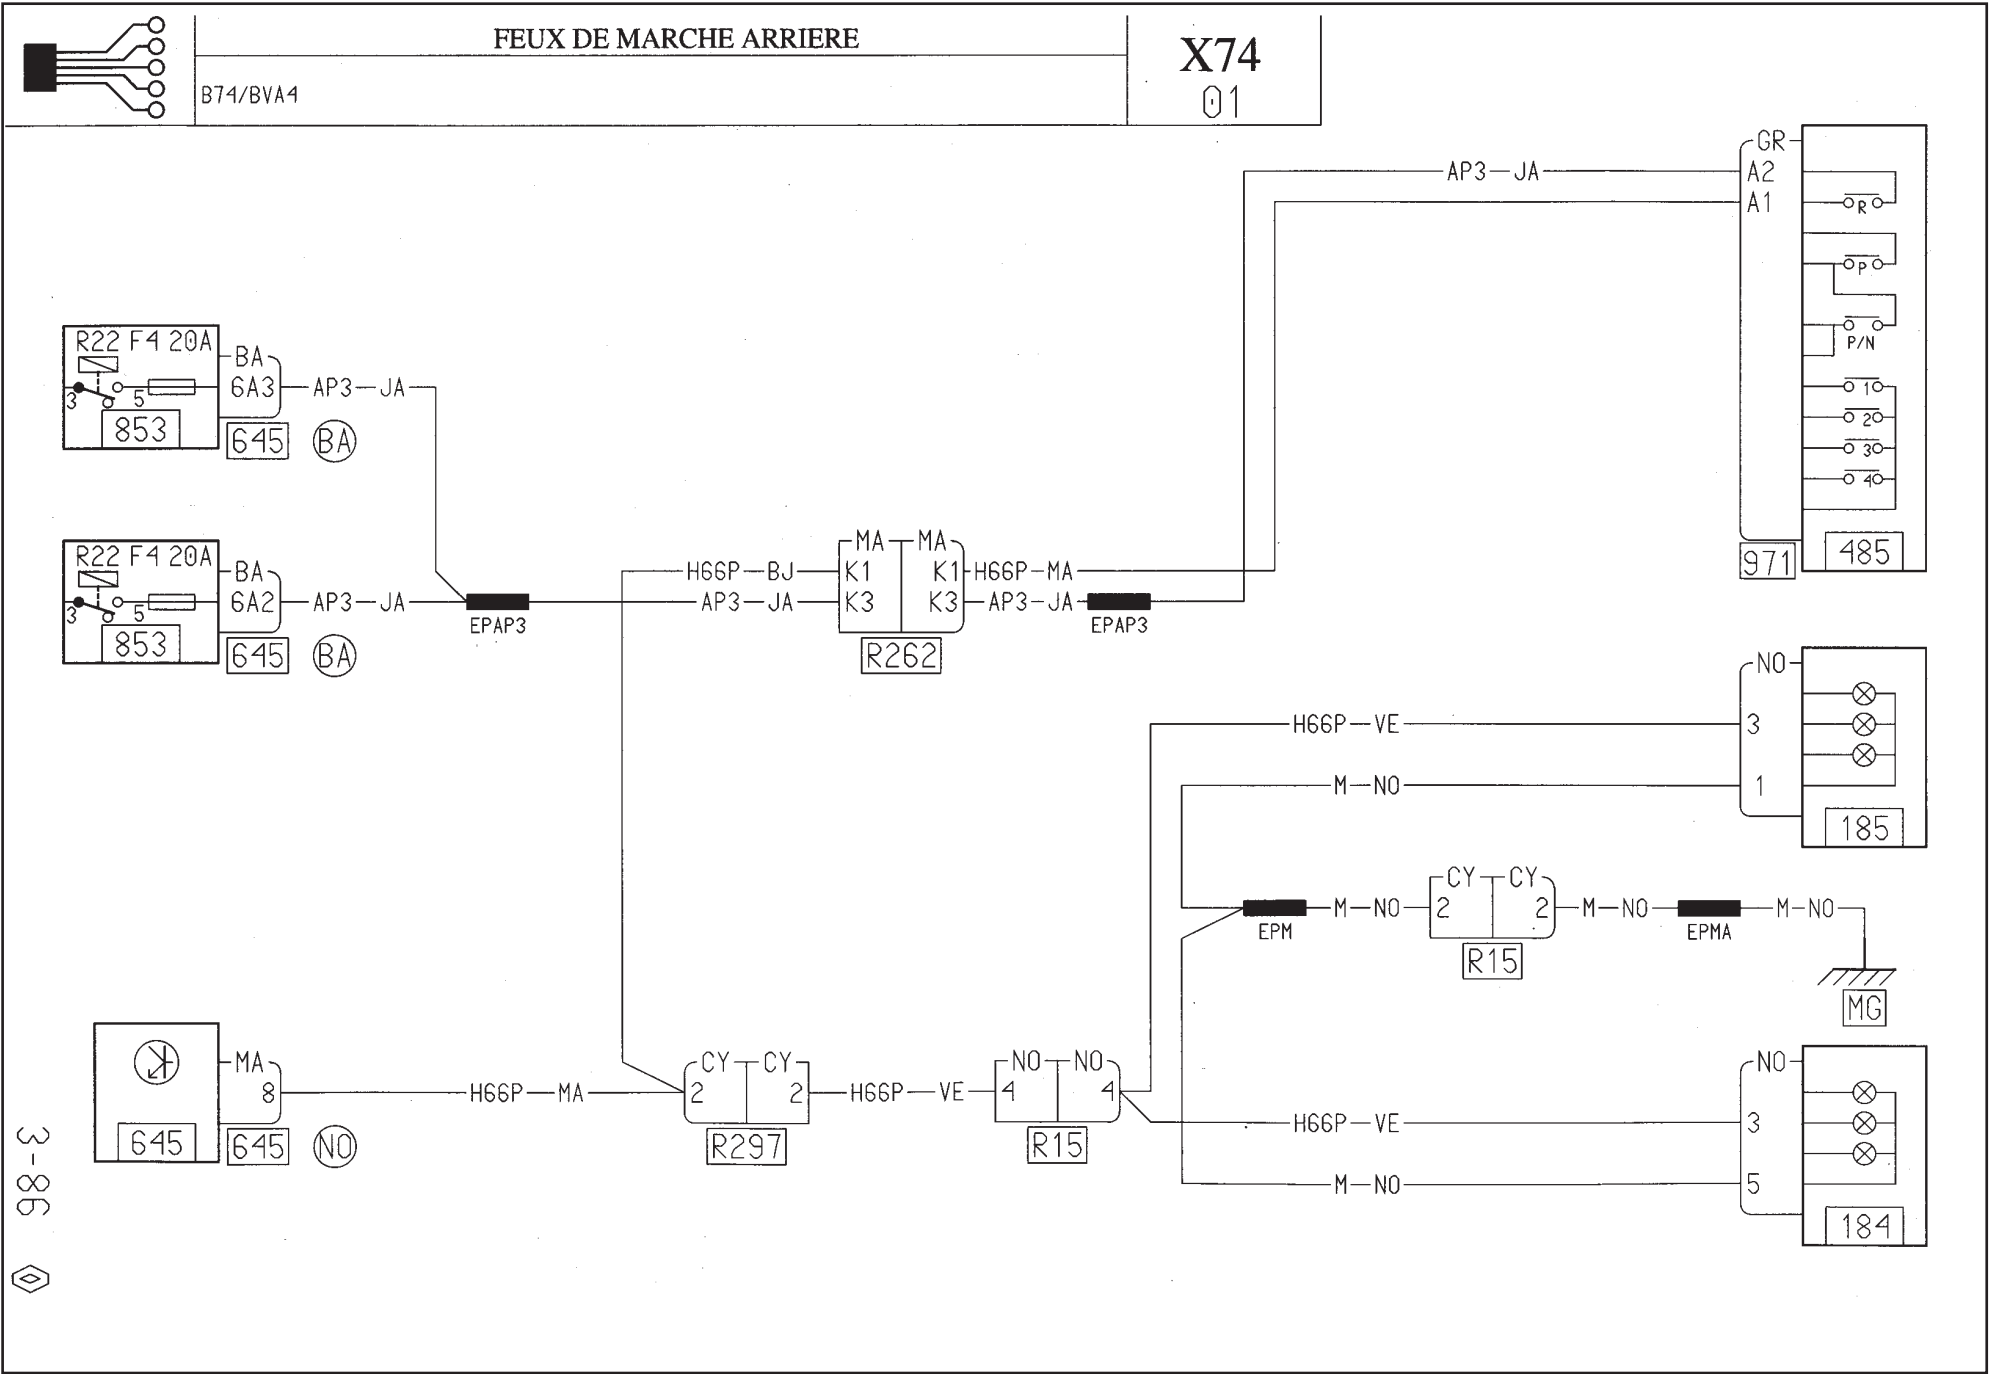 FEUX DE MARCHE ARRIERE
B74/BVA4
X74
01
GR
A2
A1
AP3 JA
R
P
P/N
1
2
3
4
971
485
R22 F4 20A
3
5
853
BA
6A3
AP3 JA
645
BA
R22 F4 20A
3
5
853
BA
6A2
AP3 JA
645
BA
EPAP3
H66P BJ
AP3 JA
MA MA
K1 K1
K3 K3
R262
H66P-MA
AP3-JA
EPAP3
H66P VE
M NO
NO
3
1
185
EPM
M NO
CY CY
2 2
R15
M NO
EPMA
M NO
MG
645
MA
8
645
NO
H66P MA
CY CY
2 2
R297
H66P VE
NO NO
4 4
R15
H66P VE
M NO
NO
3
5
184
3-86